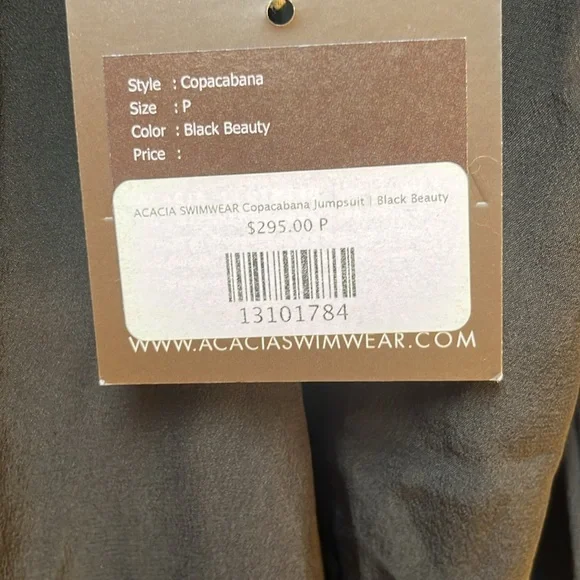 Style : Copacabana
Size : P
Color : Black Beauty
Price :
ACACIA SWIMWEAR Copacabana Jumpsuit | Black Beauty
$295.00 P
13101784
WWW.ACACIASWIMWEAR.COM